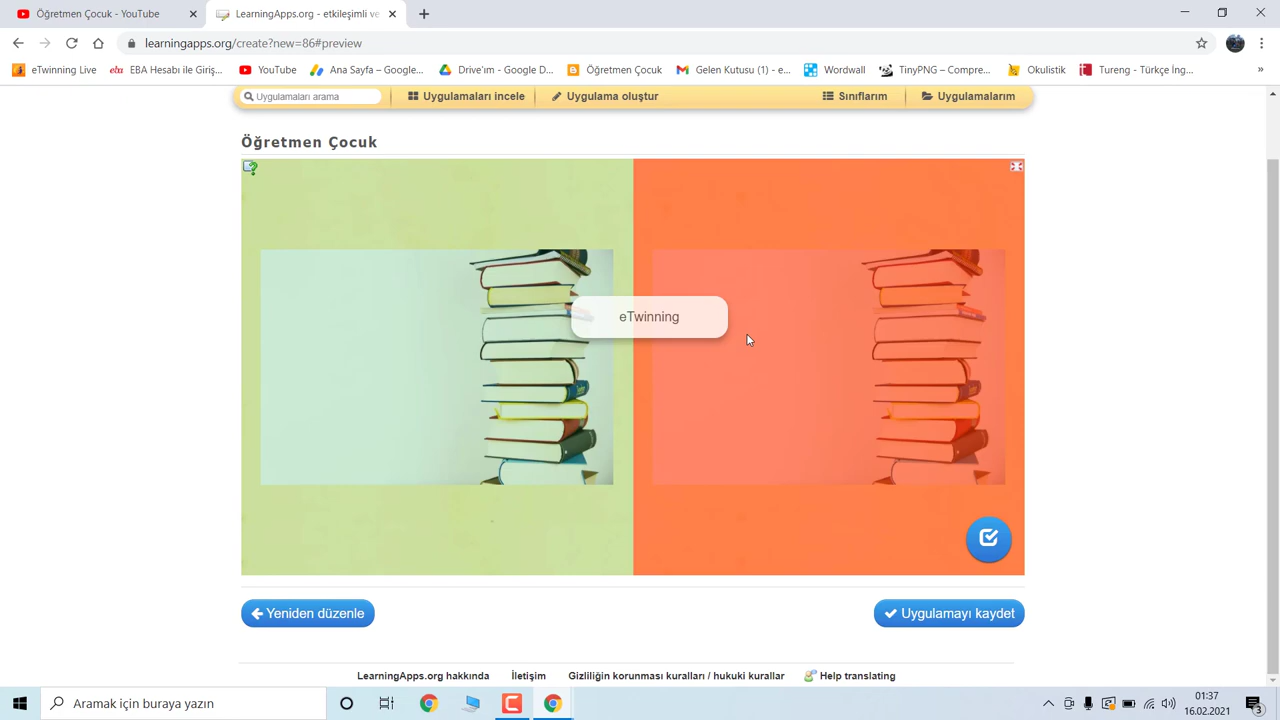 Öğretmen Çocuk - YouTube
LearningApps.org - etkileşimli ve
learningapps.org/create?new=86#preview
eTwinning Live
eba EBA Hesabı ile Giriş...
YouTube
Ana Sayfa – Google...
Drive'ım - Google D...
Öğretmen Çocuk
Gelen Kutusu (1) - e...
Wordwall
TinyPNG – Compre...
Okulistik
Tureng - Türkçe İng...
»
Uygulamaları arama
Uygulamaları incele
Uygulama oluştur
Sınıflarım
Uygulamalarım
Öğretmen Çocuk
eTwinning
Yeniden düzenle
Uygulamayı kaydet
LearningApps.org hakkında
İletişim
Gizliliğin korunması kuralları / hukuki kurallar
Help translating
Aramak için buraya yazın
01:37
16.02.2021
3